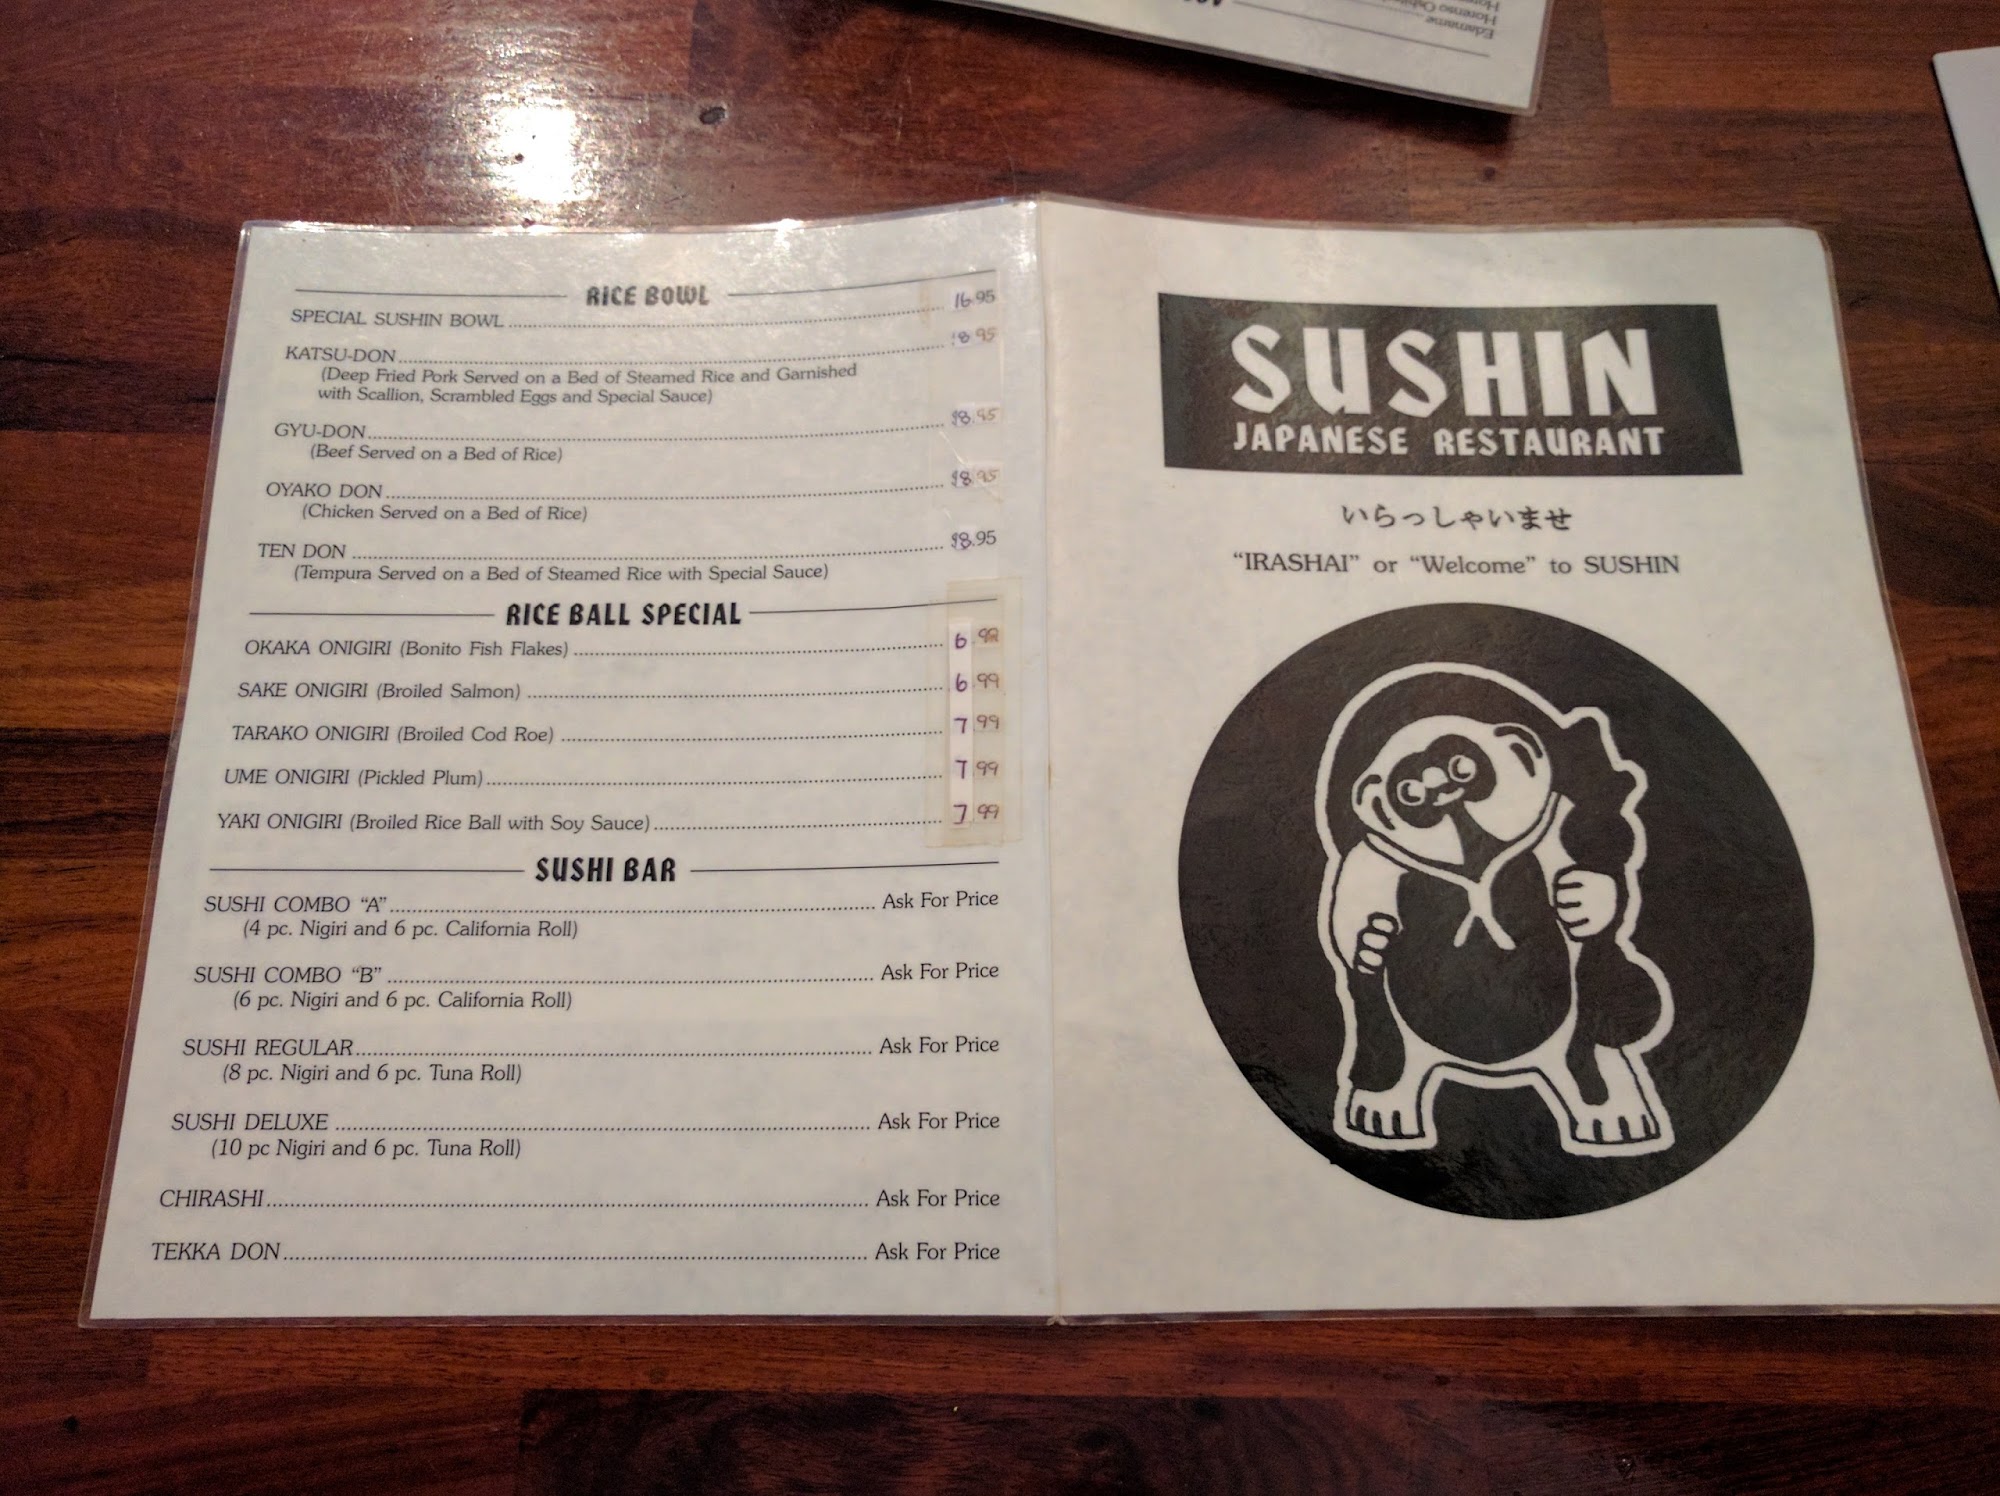 RICE BOWL
SPECIAL SUSHIN BOWL 16.95
KATSU-DON 8.95
(Deep Fried Pork Served on a Bed of Steamed Rice and Garnished
with Scallion, Scrambled Eggs and Special Sauce)
GYU-DON $8.95
(Beef Served on a Bed of Rice)
OYAKO DON $8.95
(Chicken Served on a Bed of Rice)
TEN DON $8.95
(Tempura Served on a Bed of Steamed Rice with Special Sauce)
RICE BALL SPECIAL
OKAKA ONIGIRI (Bonito Fish Flakes)
SAKE ONIGIRI (Broiled Salmon) 6.99
TARAKO ONIGIRI (Broiled Cod Roe) 7.99
UME ONIGIRI (Pickled Plum) 7.99
YAKI ONIGIRI (Broiled Rice Ball with Soy Sauce) 7.99
SUSHI BAR
SUSHI COMBO “A” Ask For Price
(4 pc. Nigiri and 6 pc. California Roll)
SUSHI COMBO “B” Ask For Price
(6 pc. Nigiri and 6 pc. California Roll)
SUSHI REGULAR Ask For Price
(8 pc. Nigiri and 6 pc. Tuna Roll)
SUSHI DELUXE Ask For Price
(10 pc Nigiri and 6 pc. Tuna Roll)
CHIRASHI Ask For Price
TEKKA DON Ask For Price
SUSHIN
JAPANESE RESTAURANT
いらっしゃいませ
“IRASHAI” or “Welcome” to SUSHIN
Edamame